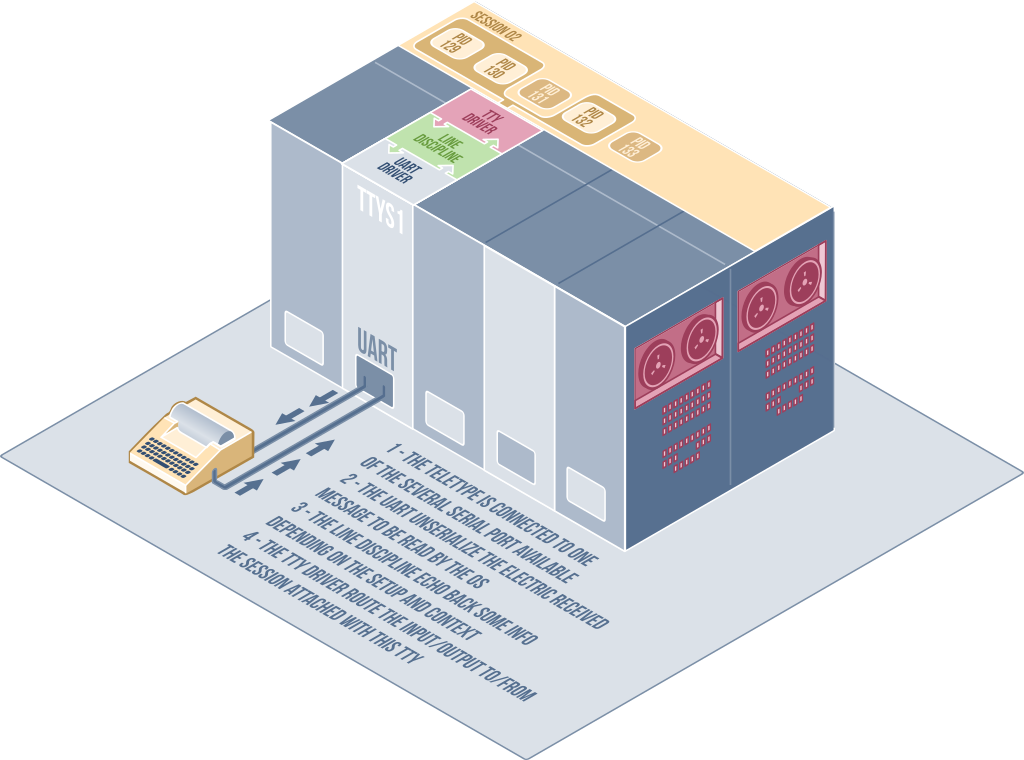 SESSION 02
PID
129
PID
130
PID
131
PID
132
PID
133
TTY
DRIVER
LINE
DISCIPLINE
UART
DRIVER
TTYS1
UART
1 - THE TELETYPE IS CONNECTED TO ONE
OF THE SEVERAL SERIAL PORT AVAILABLE
2 - THE UART UNSERIALIZE THE ELECTRIC RECEIVED
MESSAGE TO BE READ BY THE OS
3 - THE LINE DISCIPLINE ECHO BACK SOME INFO
DEPENDING ON THE SETUP AND CONTEXT
4 - THE TTY DRIVER ROUTE THE INPUT/OUTPUT TO/FROM
THE SESSION ATTACHED WITH THIS TTY